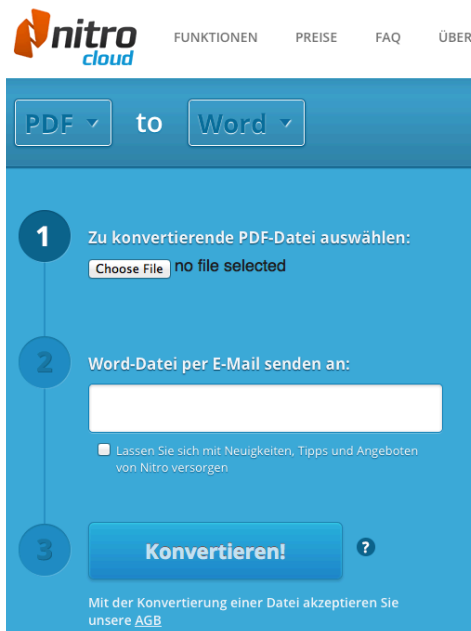 nitro
cloud
FUNKTIONEN PREISE FAQ ÜBER
PDF to Word
1
Zu konvertierende PDF-Datei auswählen:
Choose File no file selected
2
Word-Datei per E-Mail senden an:
Lassen Sie sich mit Neuigkeiten, Tipps und Angeboten
von Nitro versorgen
3
Konvertieren! ?
Mit der Konvertierung einer Datei akzeptieren Sie
unsere AGB